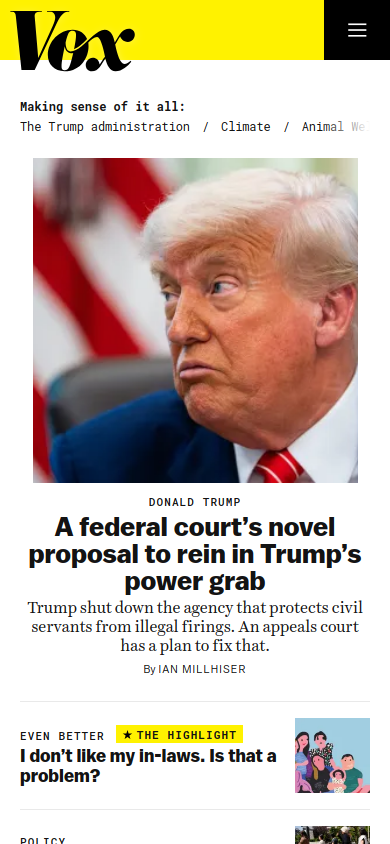 Vox
Making sense of it all:
The Trump administration / Climate / Animal We
DONALD TRUMP
A federal court's novel
proposal to rein in Trump's
power grab
Trump shut down the agency that protects civil
servants from illegal firings. An appeals court
has a plan to fix that.
By IAN MILLHISER
EVEN BETTER ★ THE HIGHLIGHT
I don't like my in-laws. Is that a
problem?
POLICY